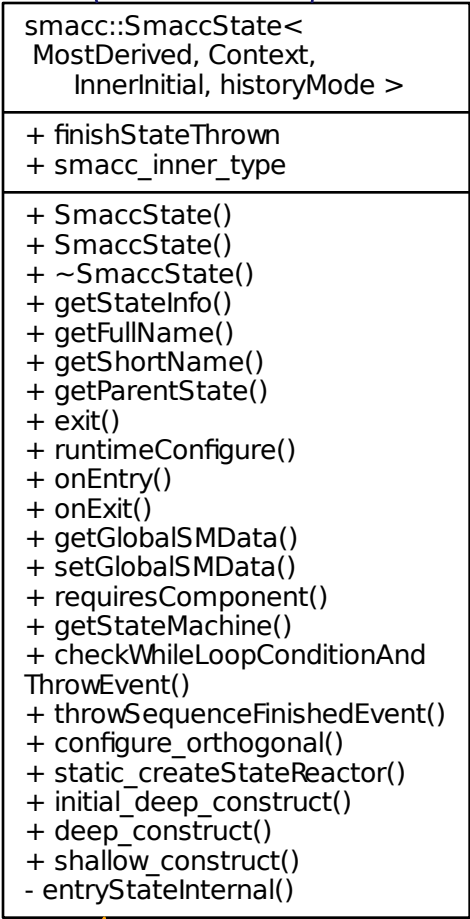 smacc::SmaccState<
MostDerived, Context,
InnerInitial, historyMode >
+ finishStateThrown
+ smacc_inner_type
+ SmaccState()
+ SmaccState()
+ ~SmaccState()
+ getStateInfo()
+ getFullName()
+ getShortName()
+ getParentState()
+ exit()
+ runtimeConfigure()
+ onEntry()
+ onExit()
+ getGlobalSMData()
+ setGlobalSMData()
+ requiresComponent()
+ getStateMachine()
+ checkWhileLoopConditionAnd
ThrowEvent()
+ throwSequenceFinishedEvent()
+ configure_orthogonal()
+ static_createStateReactor()
+ initial_deep_construct()
+ deep_construct()
+ shallow_construct()
- entryStateInternal()